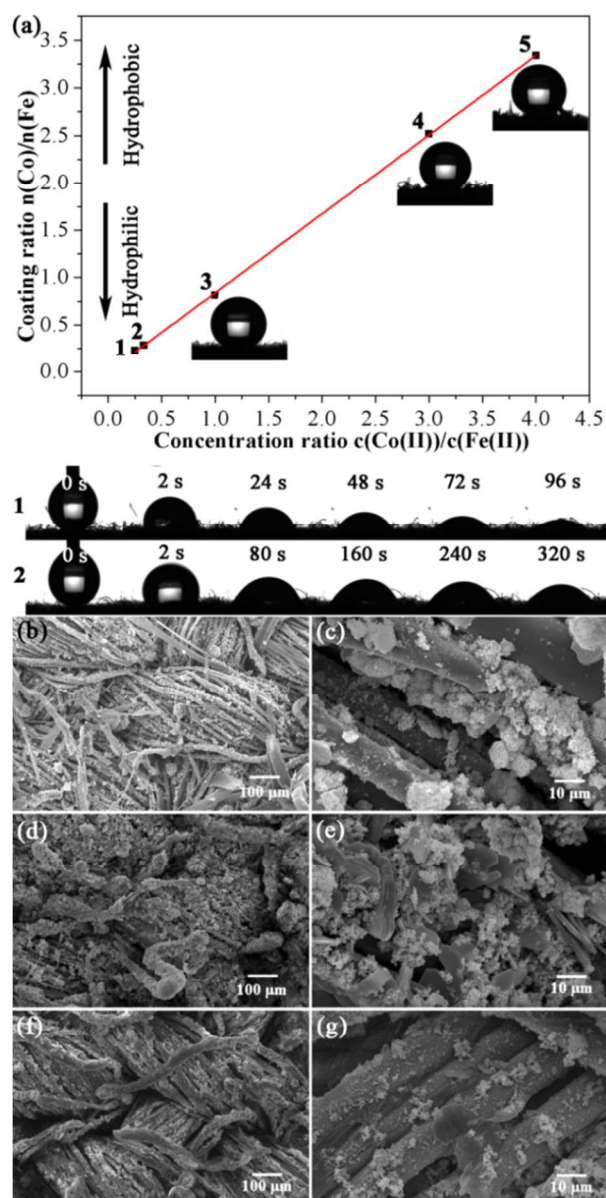 (a)
3.5
3.0
2.5
2.0
1.5
1.0
0.5
0.0
Coating ratio n(Co)/n(Fe)
Hydrophobic
Hydrophilic
1
2
3
4
5
0.0 0.5 1.0 1.5 2.0 2.5 3.0 3.5 4.0 4.5
Concentration ratio c(Co(II))/c(Fe(II))
1 0 s 2 s 24 s 48 s 72 s 96 s
2 0 s 2 s 80 s 160 s 240 s 320 s
(b) 100 μm
(c) 10 μm
(d) 100 μm
(e) 10 μm
(f) 100 μm
(g) 10 μm